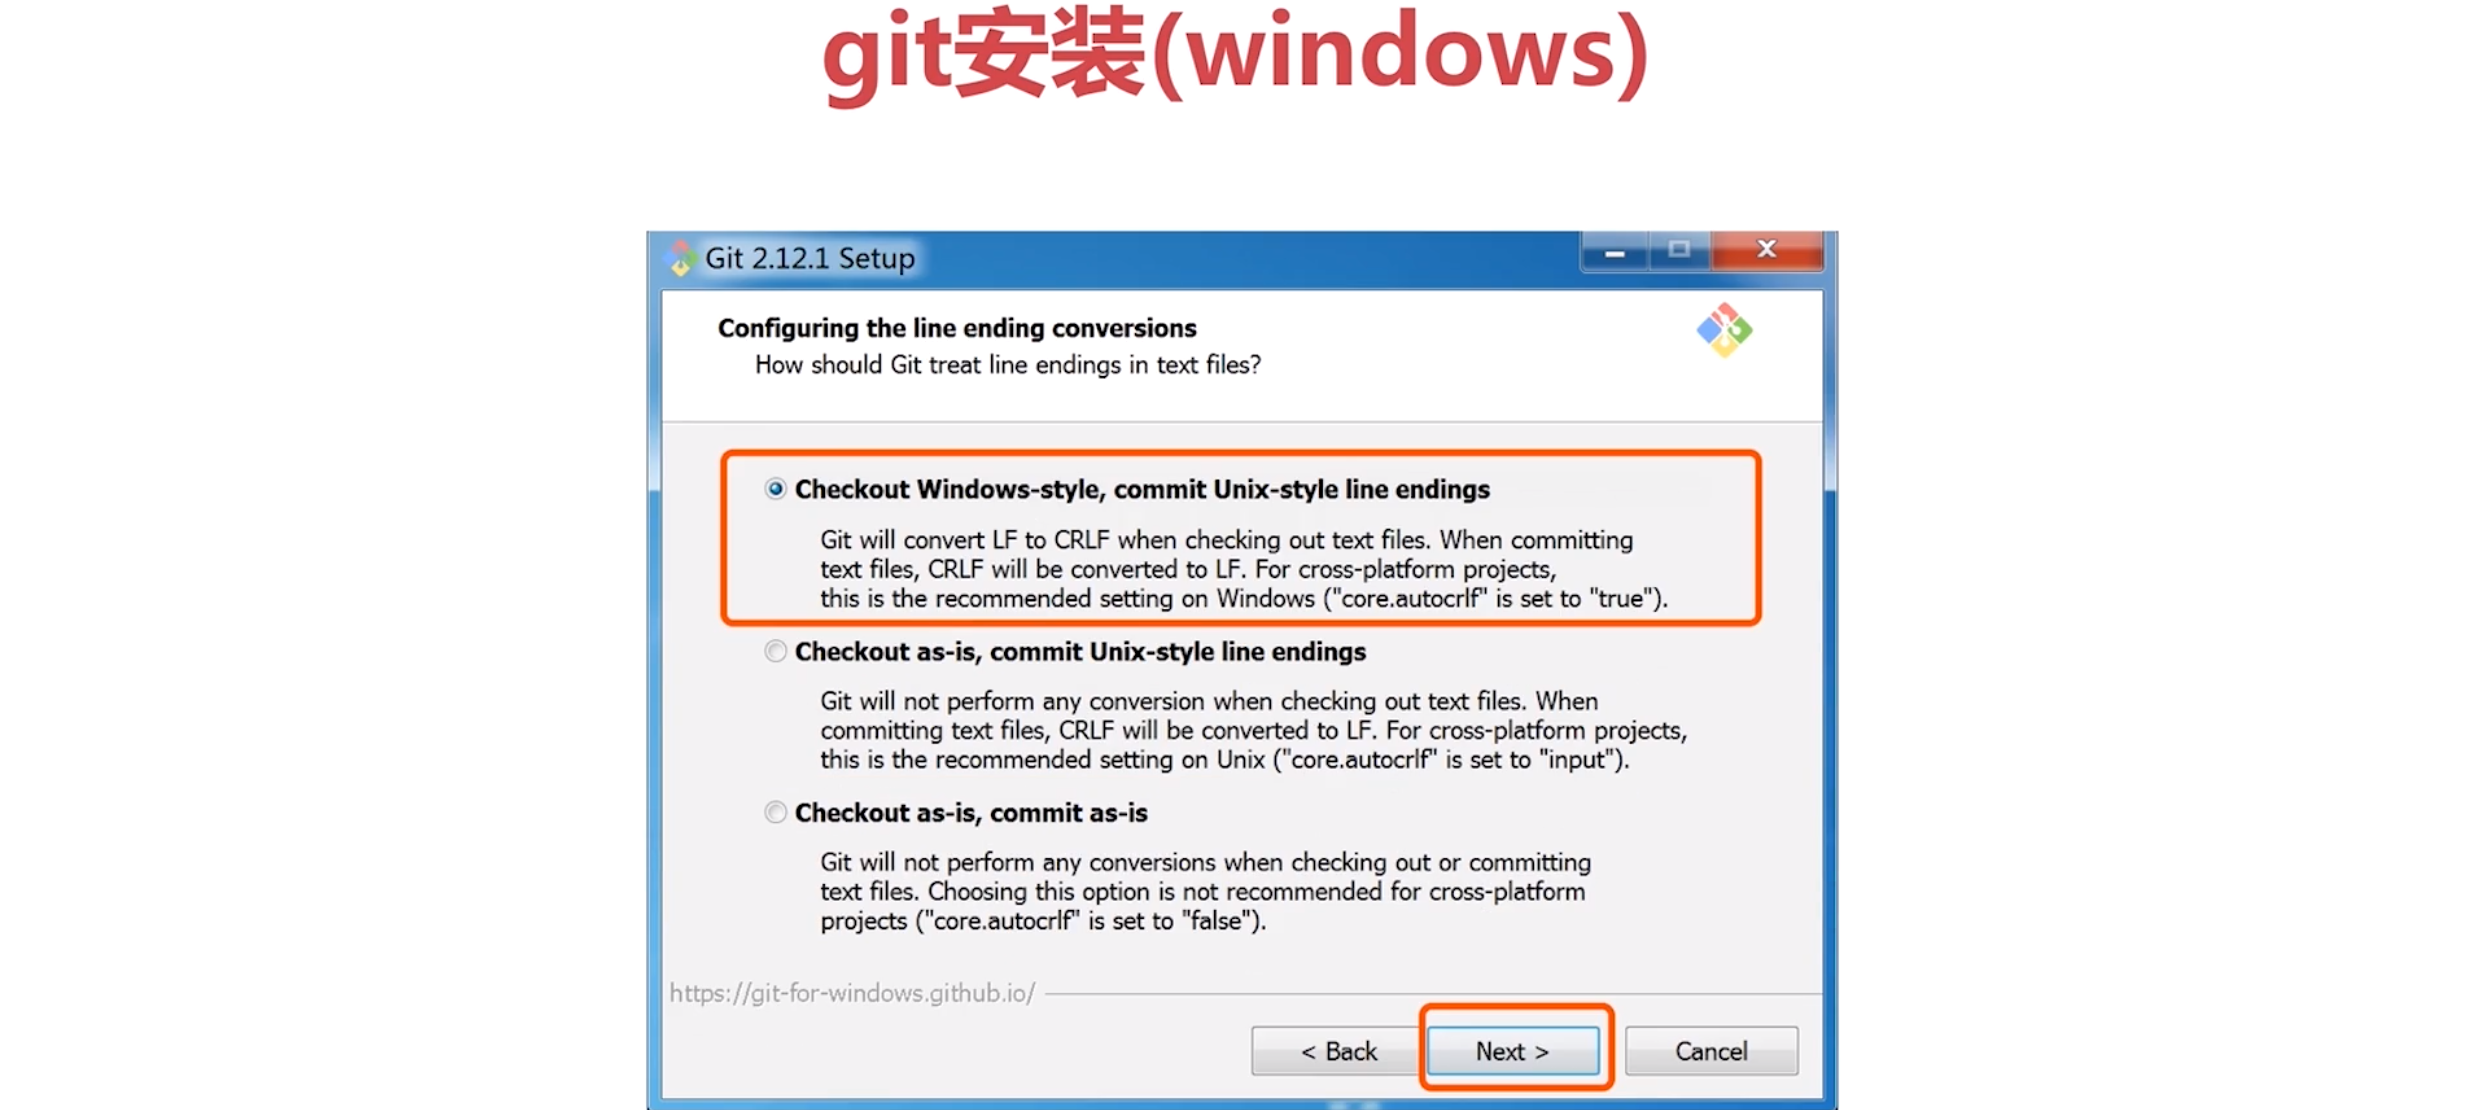 git安装(windows)
Git 2.12.1 Setup
Configuring the line ending conversions
How should Git treat line endings in text files?
Checkout Windows-style, commit Unix-style line endings
Git will convert LF to CRLF when checking out text files. When committing
text files, CRLF will be converted to LF. For cross-platform projects,
this is the recommended setting on Windows ("core.autocrlf" is set to "true").
Checkout as-is, commit Unix-style line endings
Git will not perform any conversion when checking out text files. When
committing text files, CRLF will be converted to LF. For cross-platform projects,
this is the recommended setting on Unix ("core.autocrlf" is set to "input").
Checkout as-is, commit as-is
Git will not perform any conversions when checking out or committing
text files. Choosing this option is not recommended for cross-platform
projects ("core.autocrlf" is set to "false").
https://git-for-windows.github.io/
< Back Next > Cancel